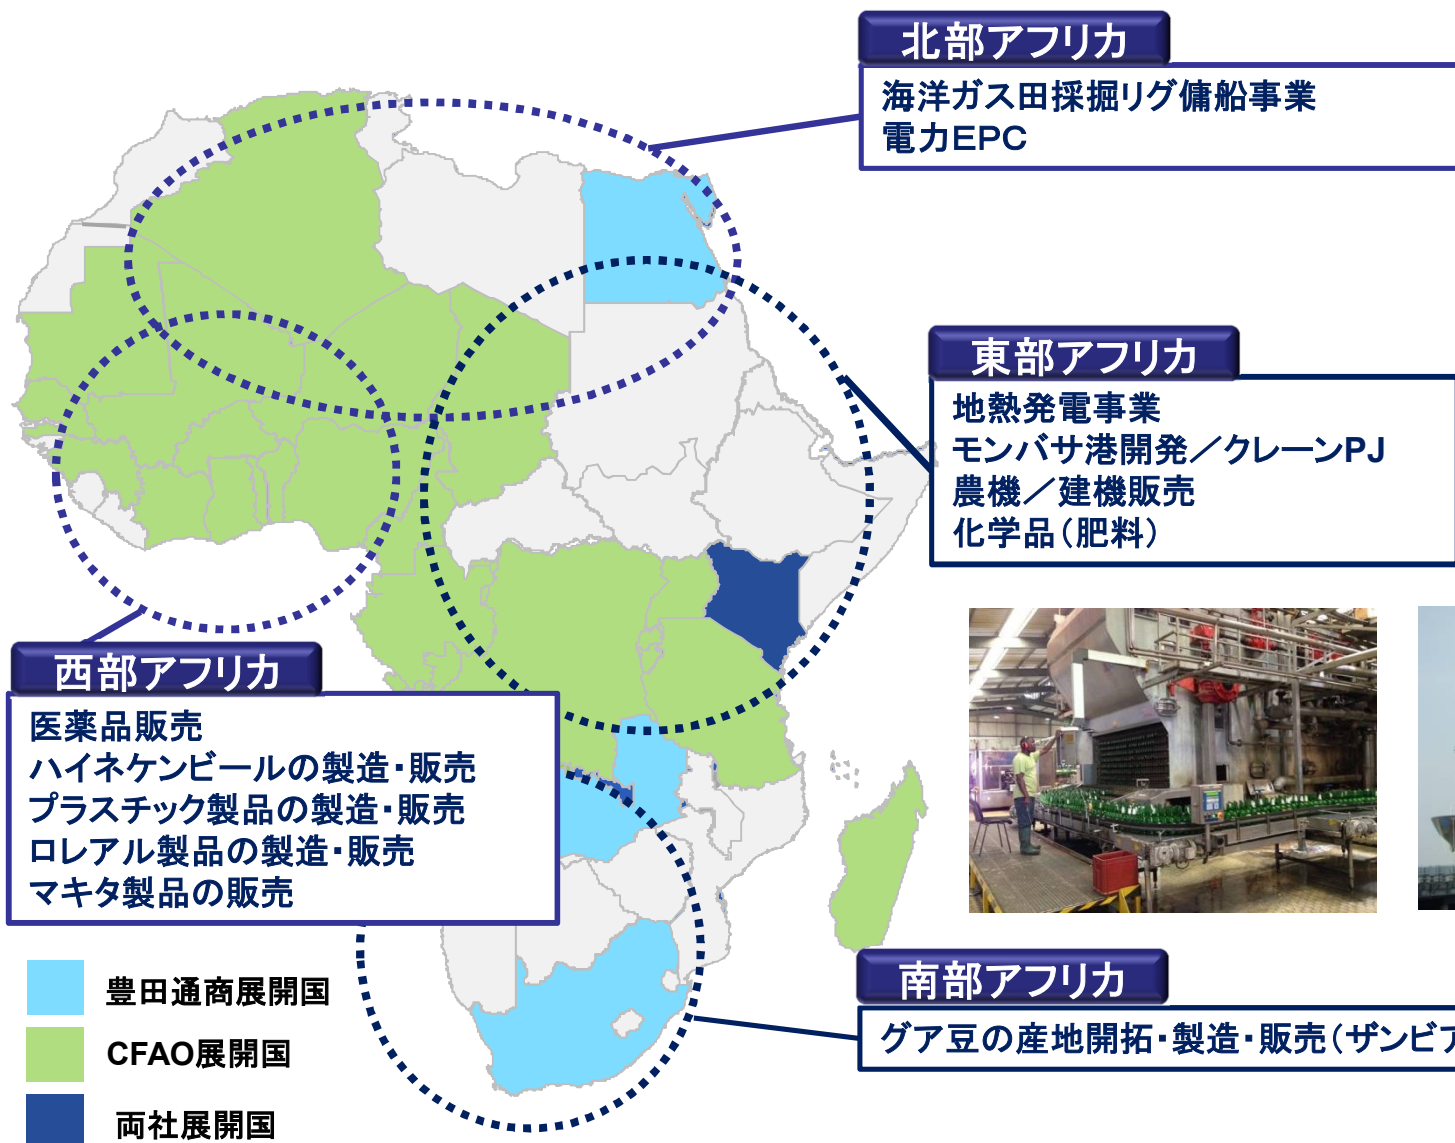 北部アフリカ
海洋ガス田採掘リグ傭船事業
電力EPC
東部アフリカ
地熱発電事業
モンバサ港開発／クレーンPJ
農機／建機販売
化学品（肥料）
西部アフリカ
医薬品販売
ハイネケンビールの製造・販売
プラスチック製品の製造・販売
ロレアル製品の製造・販売
マキタ製品の販売
南部アフリカ
グア豆の産地開拓・製造・販売（ザンビア
豊田通商展開国
CFAO展開国
両社展開国